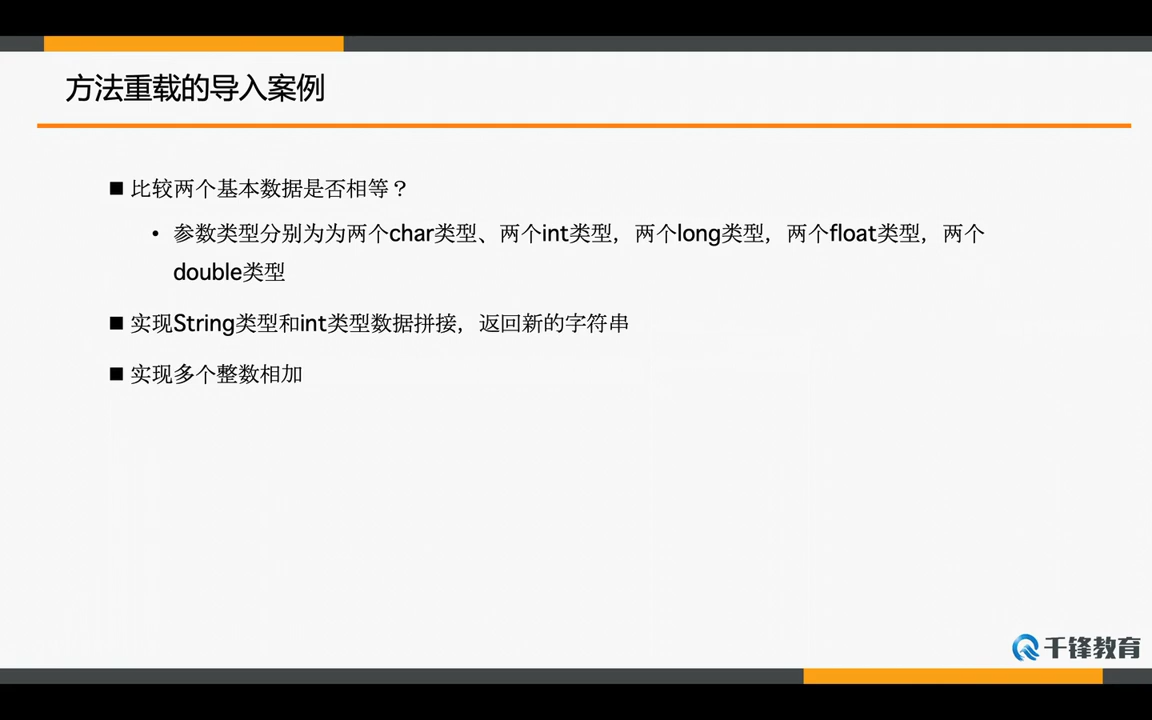 方法重载的导入案例
■ 比较两个基本数据是否相等？
• 参数类型分别为为两个char类型、两个int类型，两个long类型，两个float类型，两个
double类型
■ 实现String类型和int类型数据拼接，返回新的字符串
■ 实现多个整数相加
千锋教育